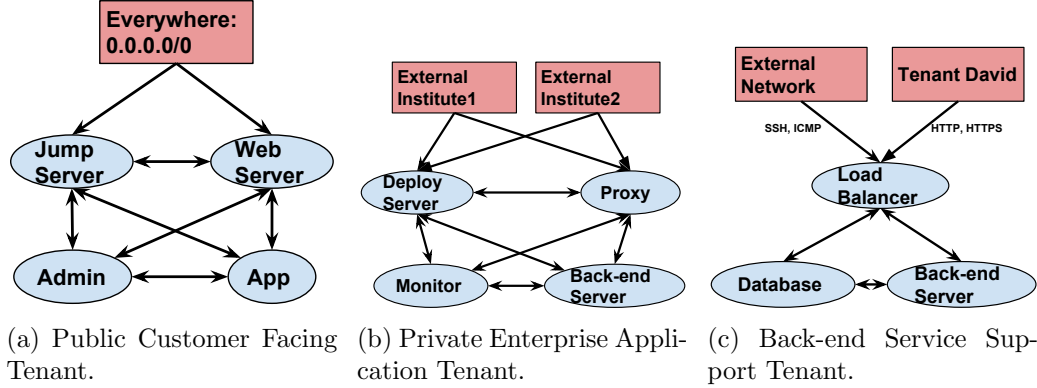 Everywhere:
0.0.0.0/0
Jump
Server
Web
Server
Admin
App
(a) Public Customer Facing
Tenant.
External
Institute1
External
Institute2
Deploy
Server
Proxy
Monitor
Back-end
Server
(b) Private Enterprise Appli-
cation Tenant.
External
Network
Tenant David
SSH, ICMP
HTTP, HTTPS
Load
Balancer
Database
Back-end
Server
(c) Back-end Service Sup-
port Tenant.